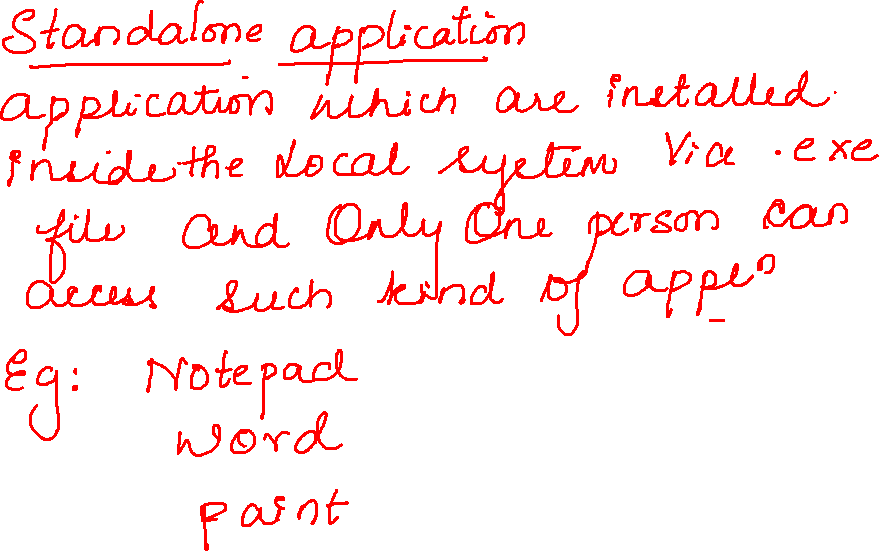 Standalone application
application which are installed.
inside the Local system Via .exe
file and Only One person can
access such kind of appln
Eg: Notepad
Word
paint